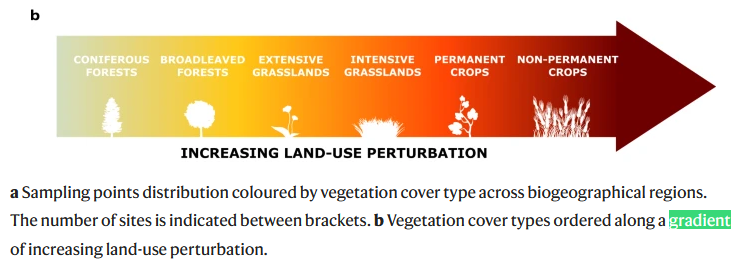 b
CONIFEROUS FORESTS
BROADLEAVED FORESTS
EXTENSIVE GRASSLANDS
INTENSIVE GRASSLANDS
PERMANENT CROPS
NON-PERMANENT CROPS
INCREASING LAND-USE PERTURBATION
a Sampling points distribution coloured by vegetation cover type across biogeographical regions.
The number of sites is indicated between brackets. b Vegetation cover types ordered along a gradient
of increasing land-use perturbation.